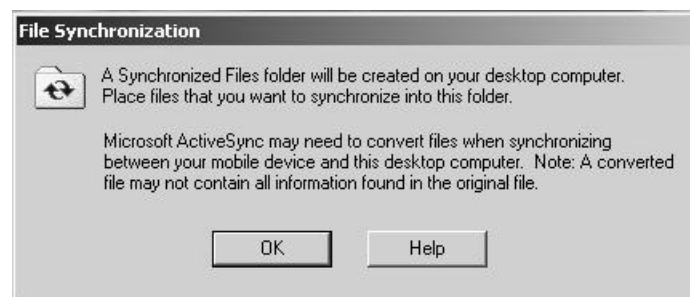 File Synchronization
A Synchronized Files folder will be created on your desktop computer.
Place files that you want to synchronize into this folder.
Microsoft ActiveSync may need to convert files when synchronizing
between your mobile device and this desktop computer. Note: A converted
file may not contain all information found in the original file.
OK
Help